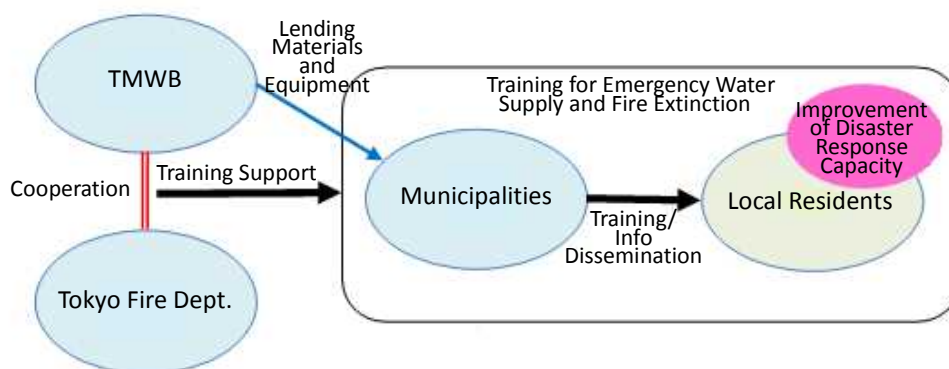 Lending
Materials
and
Equipment
TMWB
Training for Emergency Water
Supply and Fire Extinction
Improvement
of Disaster
Response
Capacity
Cooperation
Training Support
Municipalities
Local Residents
Training/
Info
Dissemination
Tokyo Fire Dept.